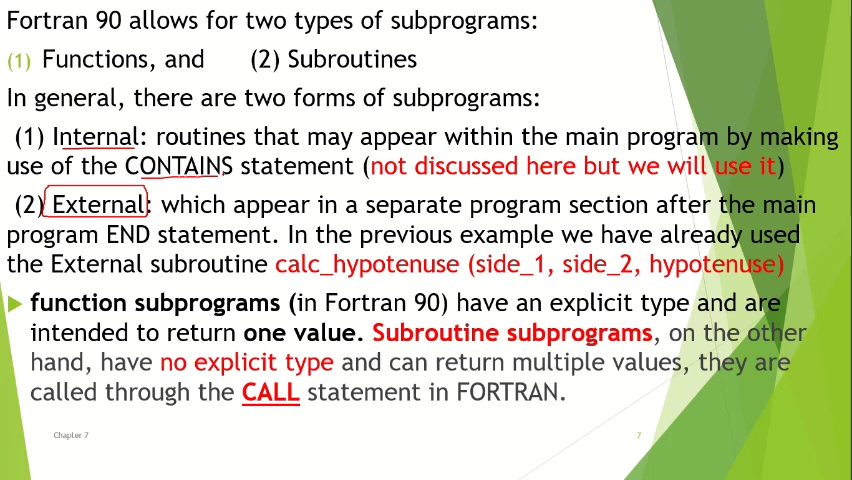 Fortran 90 allows for two types of subprograms:
(1) Functions, and (2) Subroutines
In general, there are two forms of subprograms:
(1) Internal: routines that may appear within the main program by making
use of the CONTAINS statement (not discussed here but we will use it)
(2) External: which appear in a separate program section after the main
program END statement. In the previous example we have already used
the External subroutine calc_hypotenuse (side_1, side_2, hypotenuse)
function subprograms (in Fortran 90) have an explicit type and are
intended to return one value. Subroutine subprograms, on the other
hand, have no explicit type and can return multiple values, they are
called through the CALL statement in FORTRAN.
Chapter 7
7